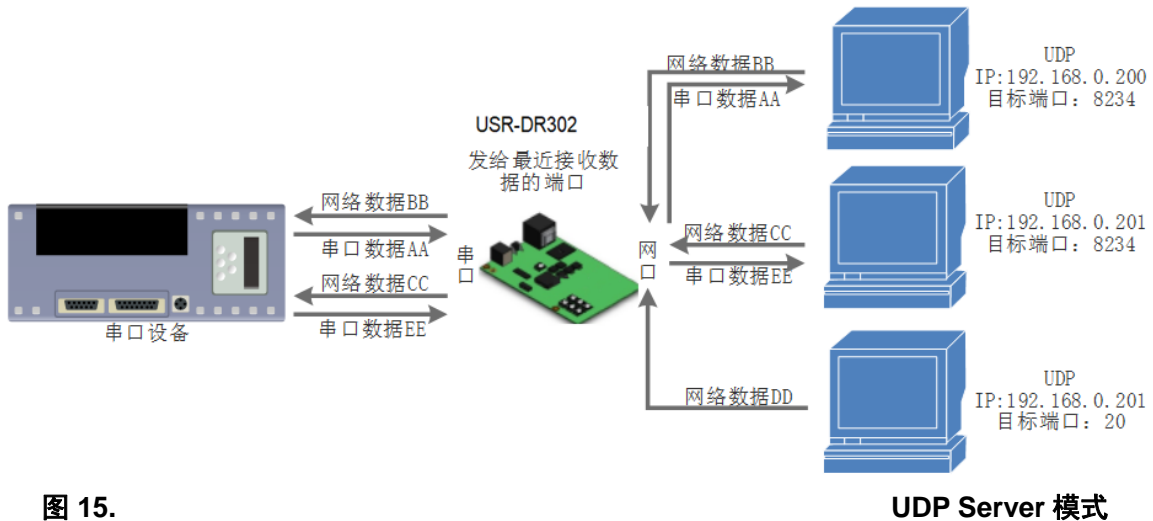 网络数据BB
串口数据AA
UDP
IP:192.168.0.200
目标端口：8234
USR-DR302
发给最近接收数
据的端口
网络数据BB
串口数据AA
网络数据CC
串口数据EE
串口设备
串
口
网
口
网络数据CC
串口数据EE
UDP
IP:192.168.0.201
目标端口：8234
网络数据DD
UDP
IP:192.168.0.201
目标端口：20
图 15.
UDP Server 模式